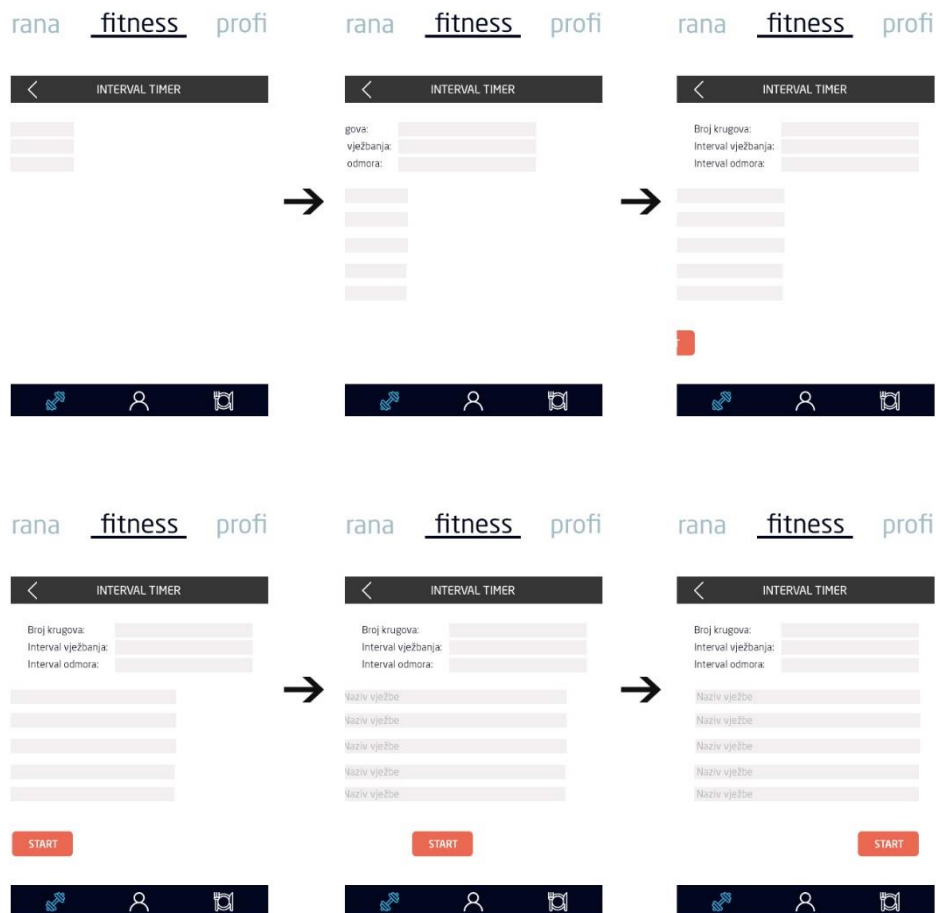 rana fitness profi rana fitness profi rana fitness profi
INTERVAL TIMER INTERVAL TIMER INTERVAL TIMER
gova: Broj krugova:
vježbanja: Interval vježbanja:
odmora: Interval odmora:
T
rana fitness profi rana fitness profi rana fitness profi
INTERVAL TIMER INTERVAL TIMER INTERVAL TIMER
Broj krugova: Broj krugova: Broj krugova:
Interval vježbanja: Interval vježbanja: Interval vježbanja:
Interval odmora: Interval odmora: Interval odmora:
Naziv vježbe Naziv vježbe
Naziv vježbe Naziv vježbe
Naziv vježbe Naziv vježbe
Naziv vježbe Naziv vježbe
Naziv vježbe Naziv vježbe
START START START